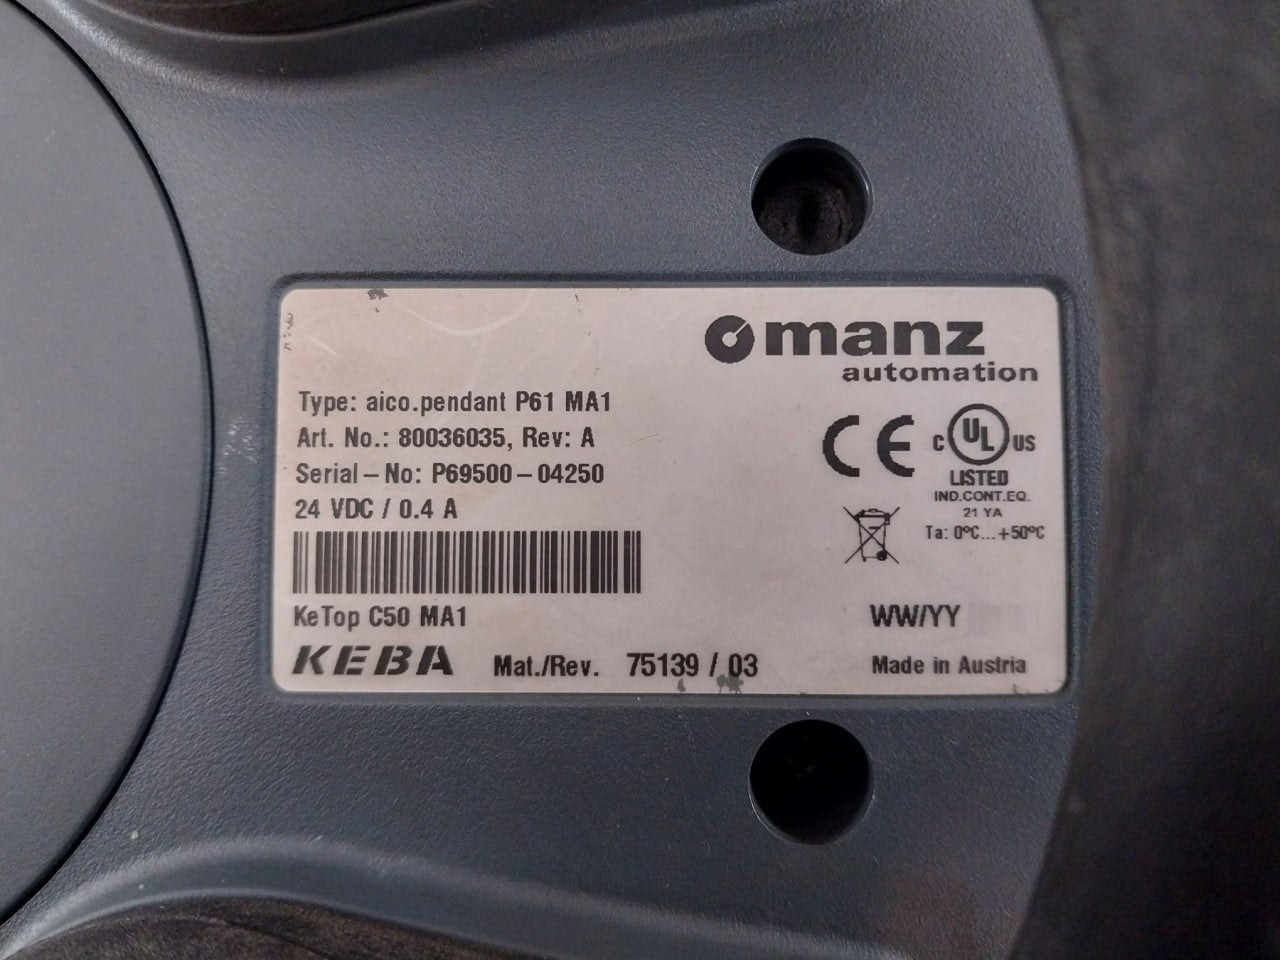 manz
automation
Type: aico.pendant P61 MA1
Art. No.: 80036035, Rev: A
Serial-No: P69500-04250
24 VDC / 0.4 A
CE
C UL US
LISTED
IND.CONT.EQ.
21 YA
Ta: 0°C...+50°C
KeTop C50 MA1
WW/YY
KEBA Mat./Rev. 75139 / 03
Made in Austria